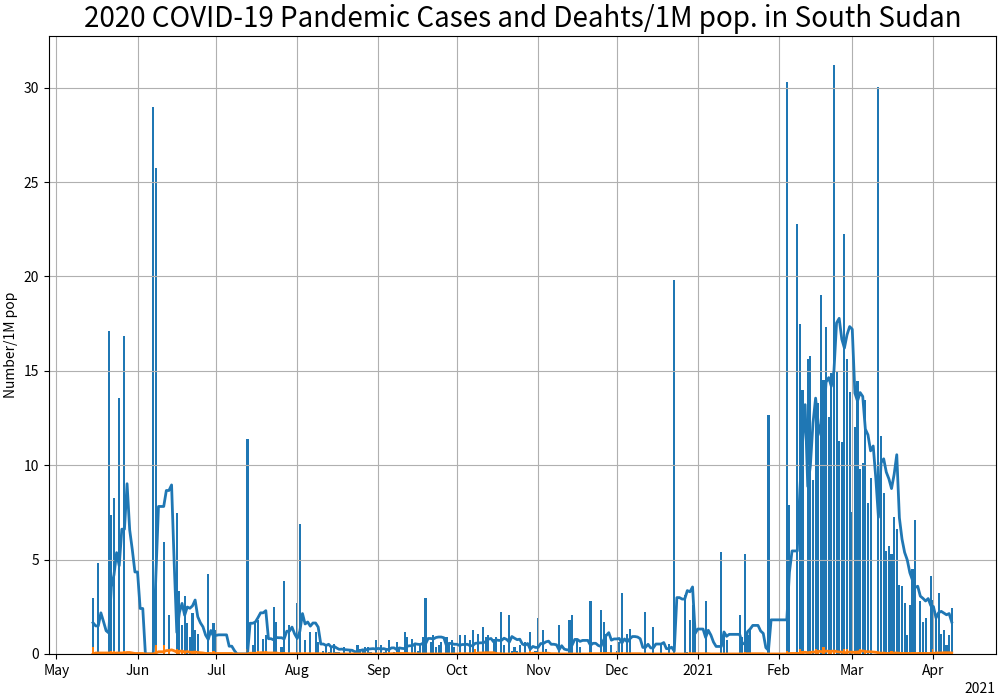 2020 COVID-19 Pandemic Cases and Deahts/1M pop. in South Sudan
Number/1M pop
30
25
20
15
10
5
0
May Jun Jul Aug Sep Oct Nov Dec 2021 Feb Mar Apr
2021